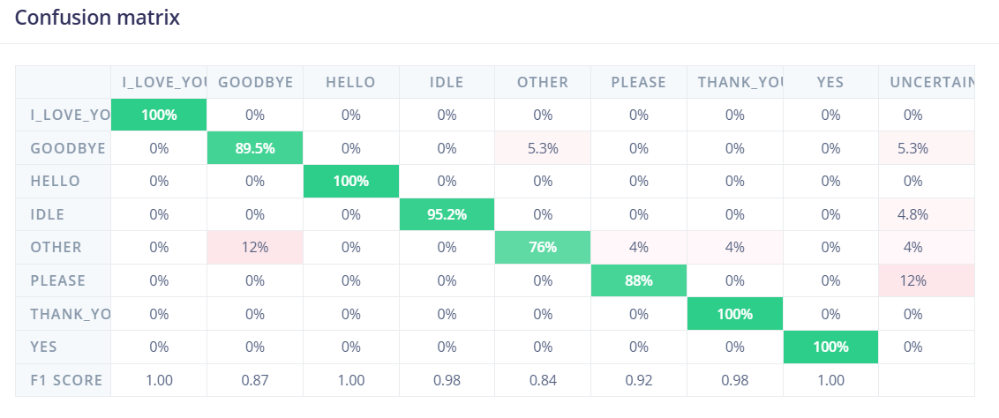 Confusion matrix
I_LOVE_YOU GOODBYE HELLO IDLE OTHER PLEASE THANK_YOU YES UNCERTAIN
I_LOVE_YO 100% 0% 0% 0% 0% 0% 0% 0% 0%
GOODBYE 0% 89.5% 0% 0% 5.3% 0% 0% 0% 5.3%
HELLO 0% 0% 100% 0% 0% 0% 0% 0% 0%
IDLE 0% 0% 0% 95.2% 0% 0% 0% 0% 4.8%
OTHER 0% 12% 0% 0% 76% 4% 4% 0% 4%
PLEASE 0% 0% 0% 0% 0% 88% 0% 0% 12%
THANK_YO 0% 0% 0% 0% 0% 0% 100% 0% 0%
YES 0% 0% 0% 0% 0% 0% 0% 100% 0%
F1 SCORE 1.00 0.87 1.00 0.98 0.84 0.92 0.98 1.00